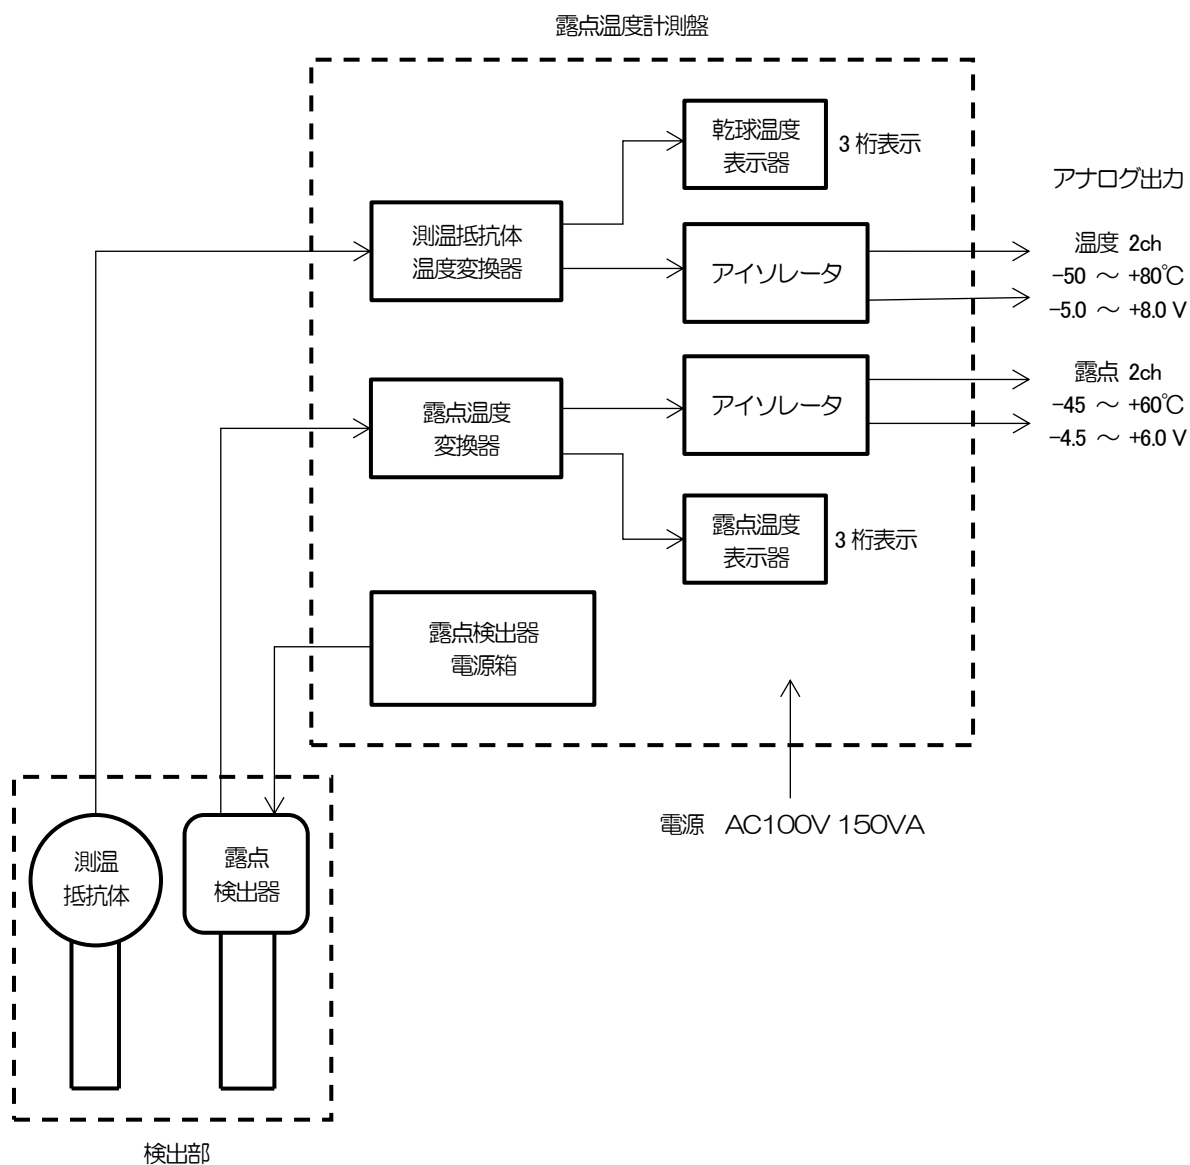 露点温度計測盤
乾球温度
表示器
3 桁表示
測温抵抗体
温度変換器
アイソレータ
アナログ出力
温度 2ch
-50 ～ +80℃
-5.0 ～ +8.0 V
露点温度
変換器
アイソレータ
露点 2ch
-45 ～ +60℃
-4.5 ～ +6.0 V
露点温度
表示器
3 桁表示
露点検出器
電源箱
電源 AC100V 150VA
測温
抵抗体
露点
検出器
検出部